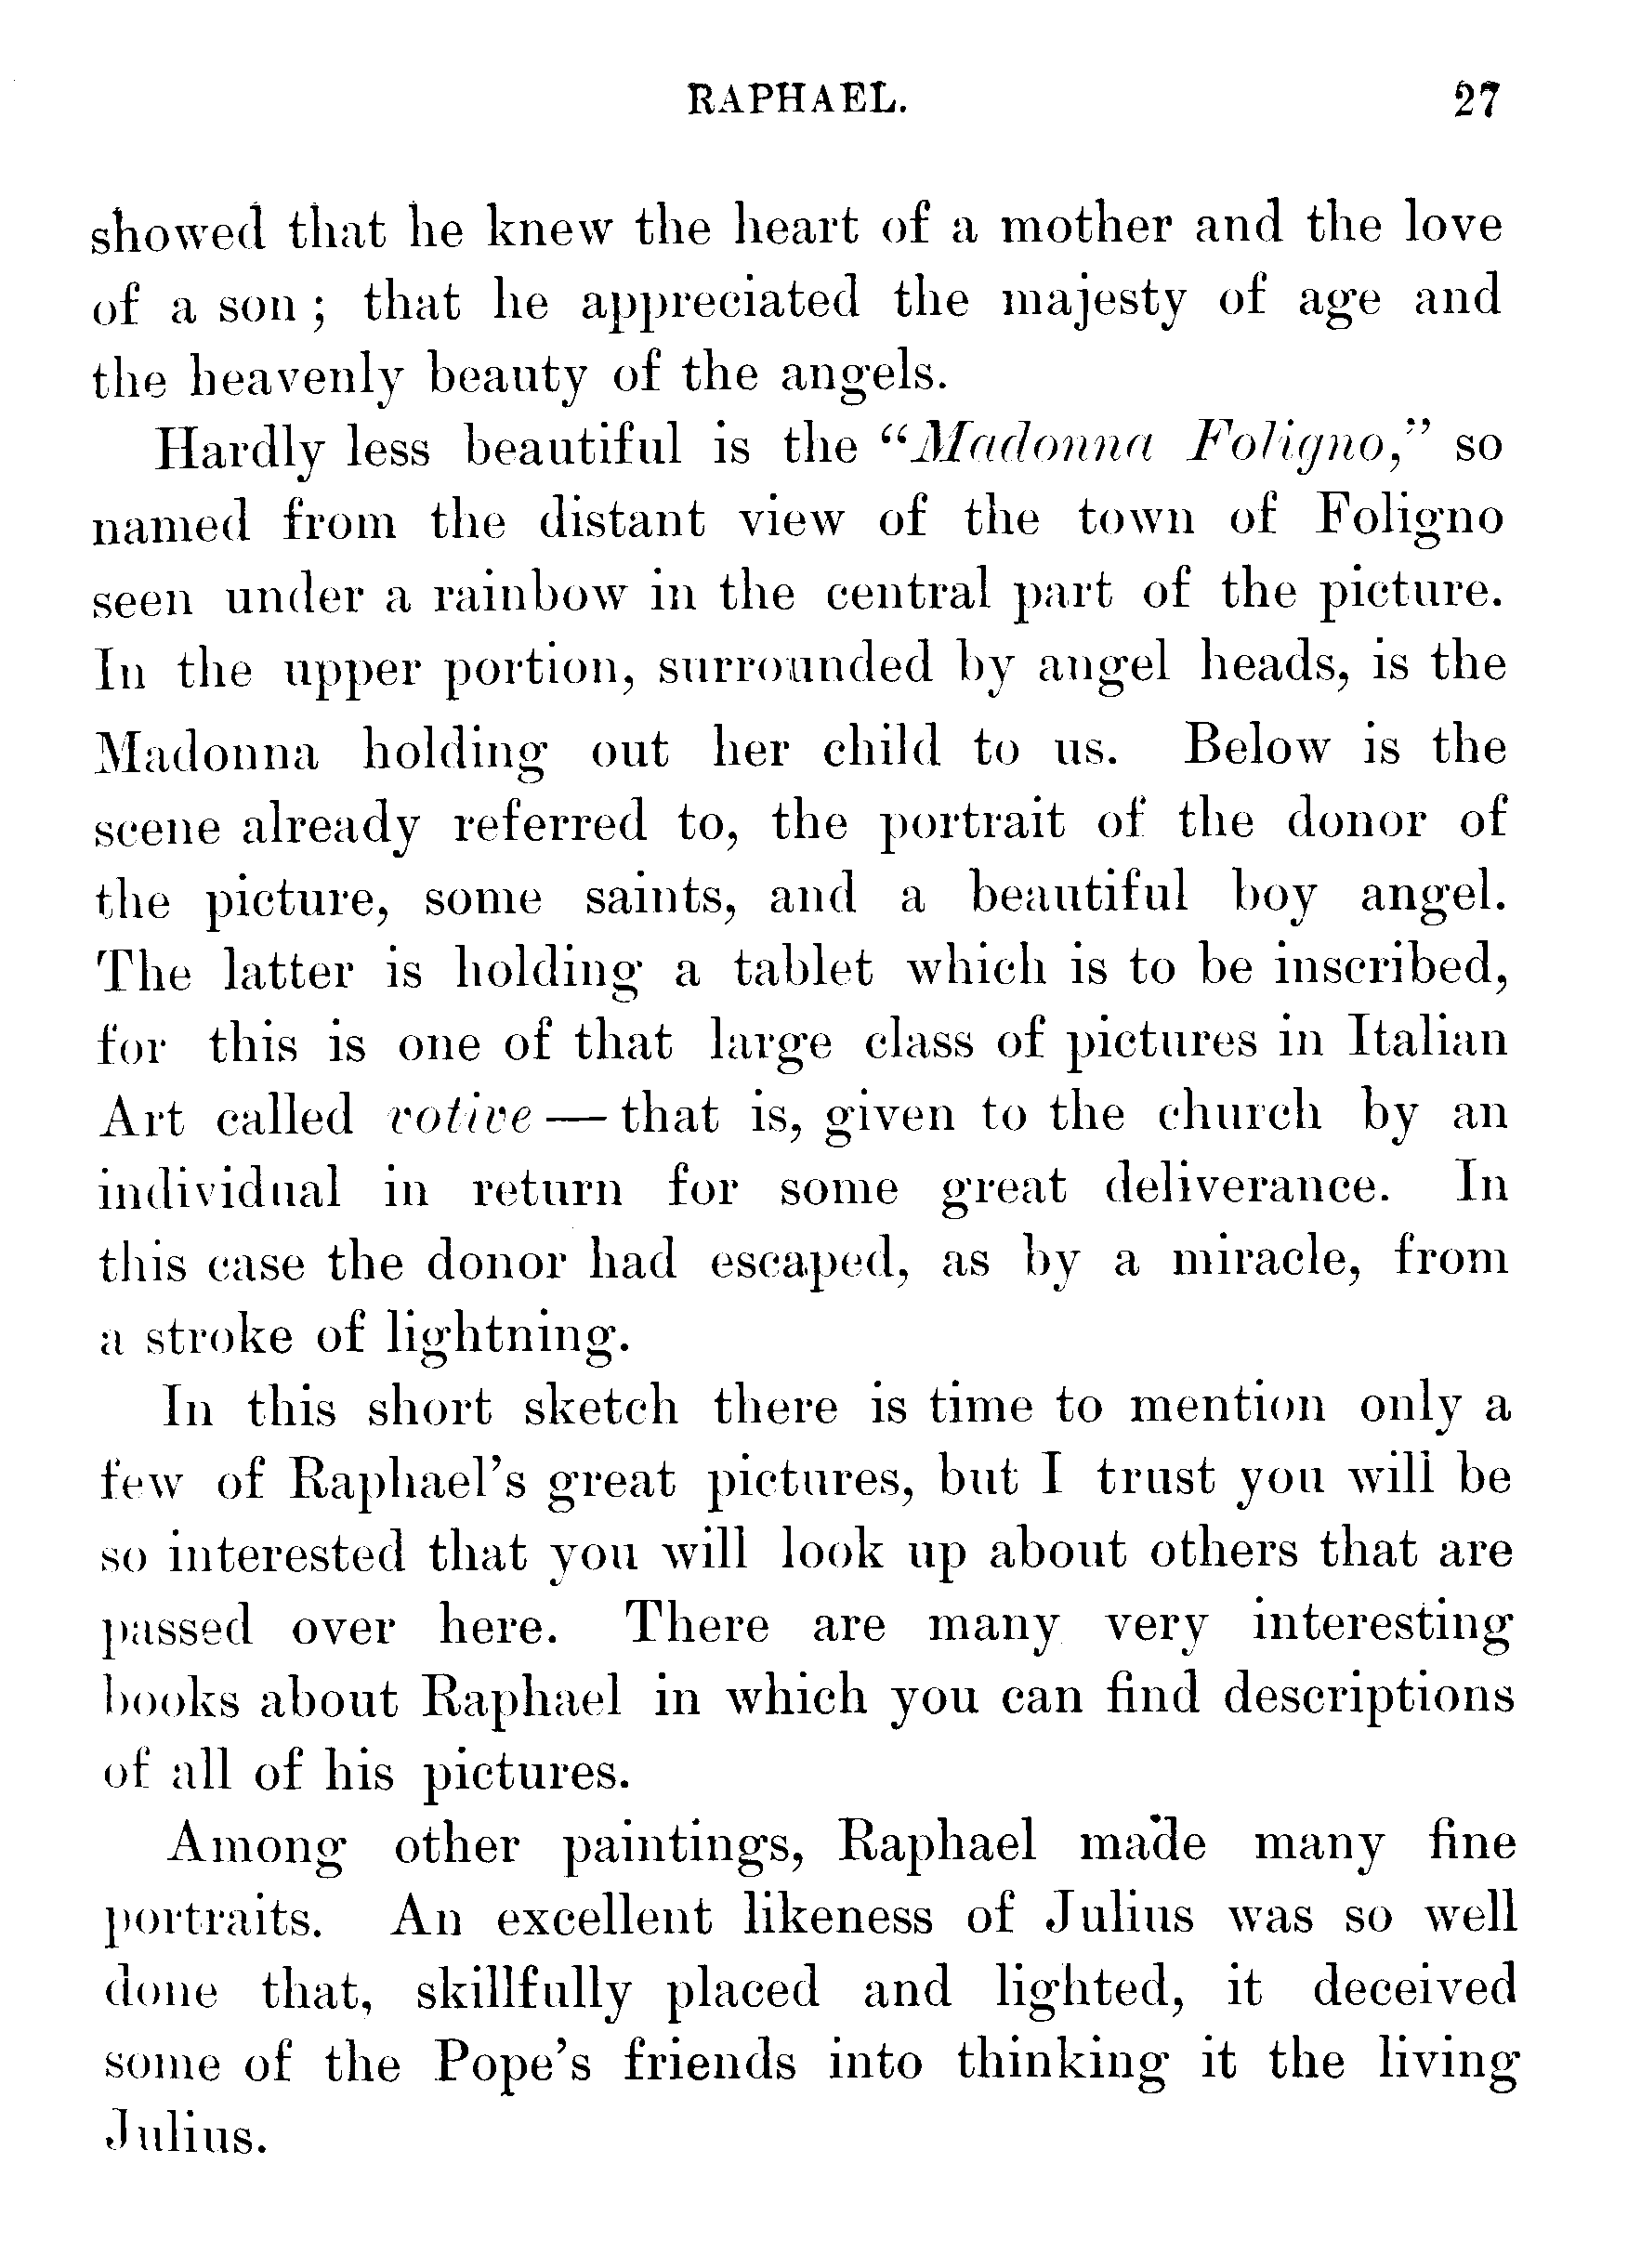 RAPHAEL. 27
showed that he knew the heart of a mother and the love
of a son; that he appreciated the majesty of age and
the heavenly beauty of the angels.
Hardly less beautiful is the "Madonna Foligno," so
named from the distant view of the town of Foligno
seen under a rainbow in the central part of the picture.
In the upper portion, surrounded by angel heads, is the
Madonna holding out her child to us. Below is the
scene already referred to, the portrait of the donor of
the picture, some saints, and a beautiful boy angel.
The latter is holding a tablet which is to be inscribed,
for this is one of that large class of pictures in Italian
Art called votive — that is, given to the church by an
individual in return for some great deliverance. In
this case the donor had escaped, as by a miracle, from
a stroke of lightning.
In this short sketch there is time to mention only a
few of Raphael's great pictures, but I trust you will be
so interested that you will look up about others that are
passed over here. There are many very interesting
books about Raphael in which you can find descriptions
of all of his pictures.
Among other paintings, Raphael made many fine
portraits. An excellent likeness of Julius was so well
done that, skillfully placed and lighted, it deceived
some of the Pope's friends into thinking it the living
Julius.